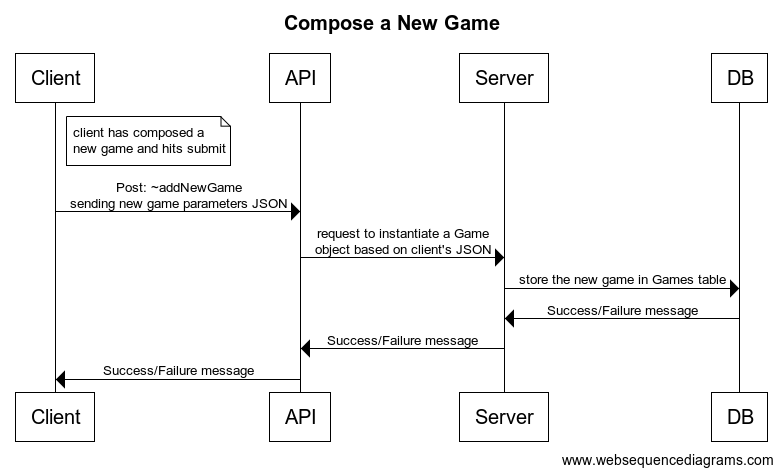 Compose a New Game
Client
API
Server
DB
client has composed a
new game and hits submit
Post: ~addNewGame
sending new game parameters JSON
request to instantiate a Game
object based on client's JSON
store the new game in Games table
Success/Failure message
Success/Failure message
Success/Failure message
Client
API
Server
DB
www.websequencediagrams.com